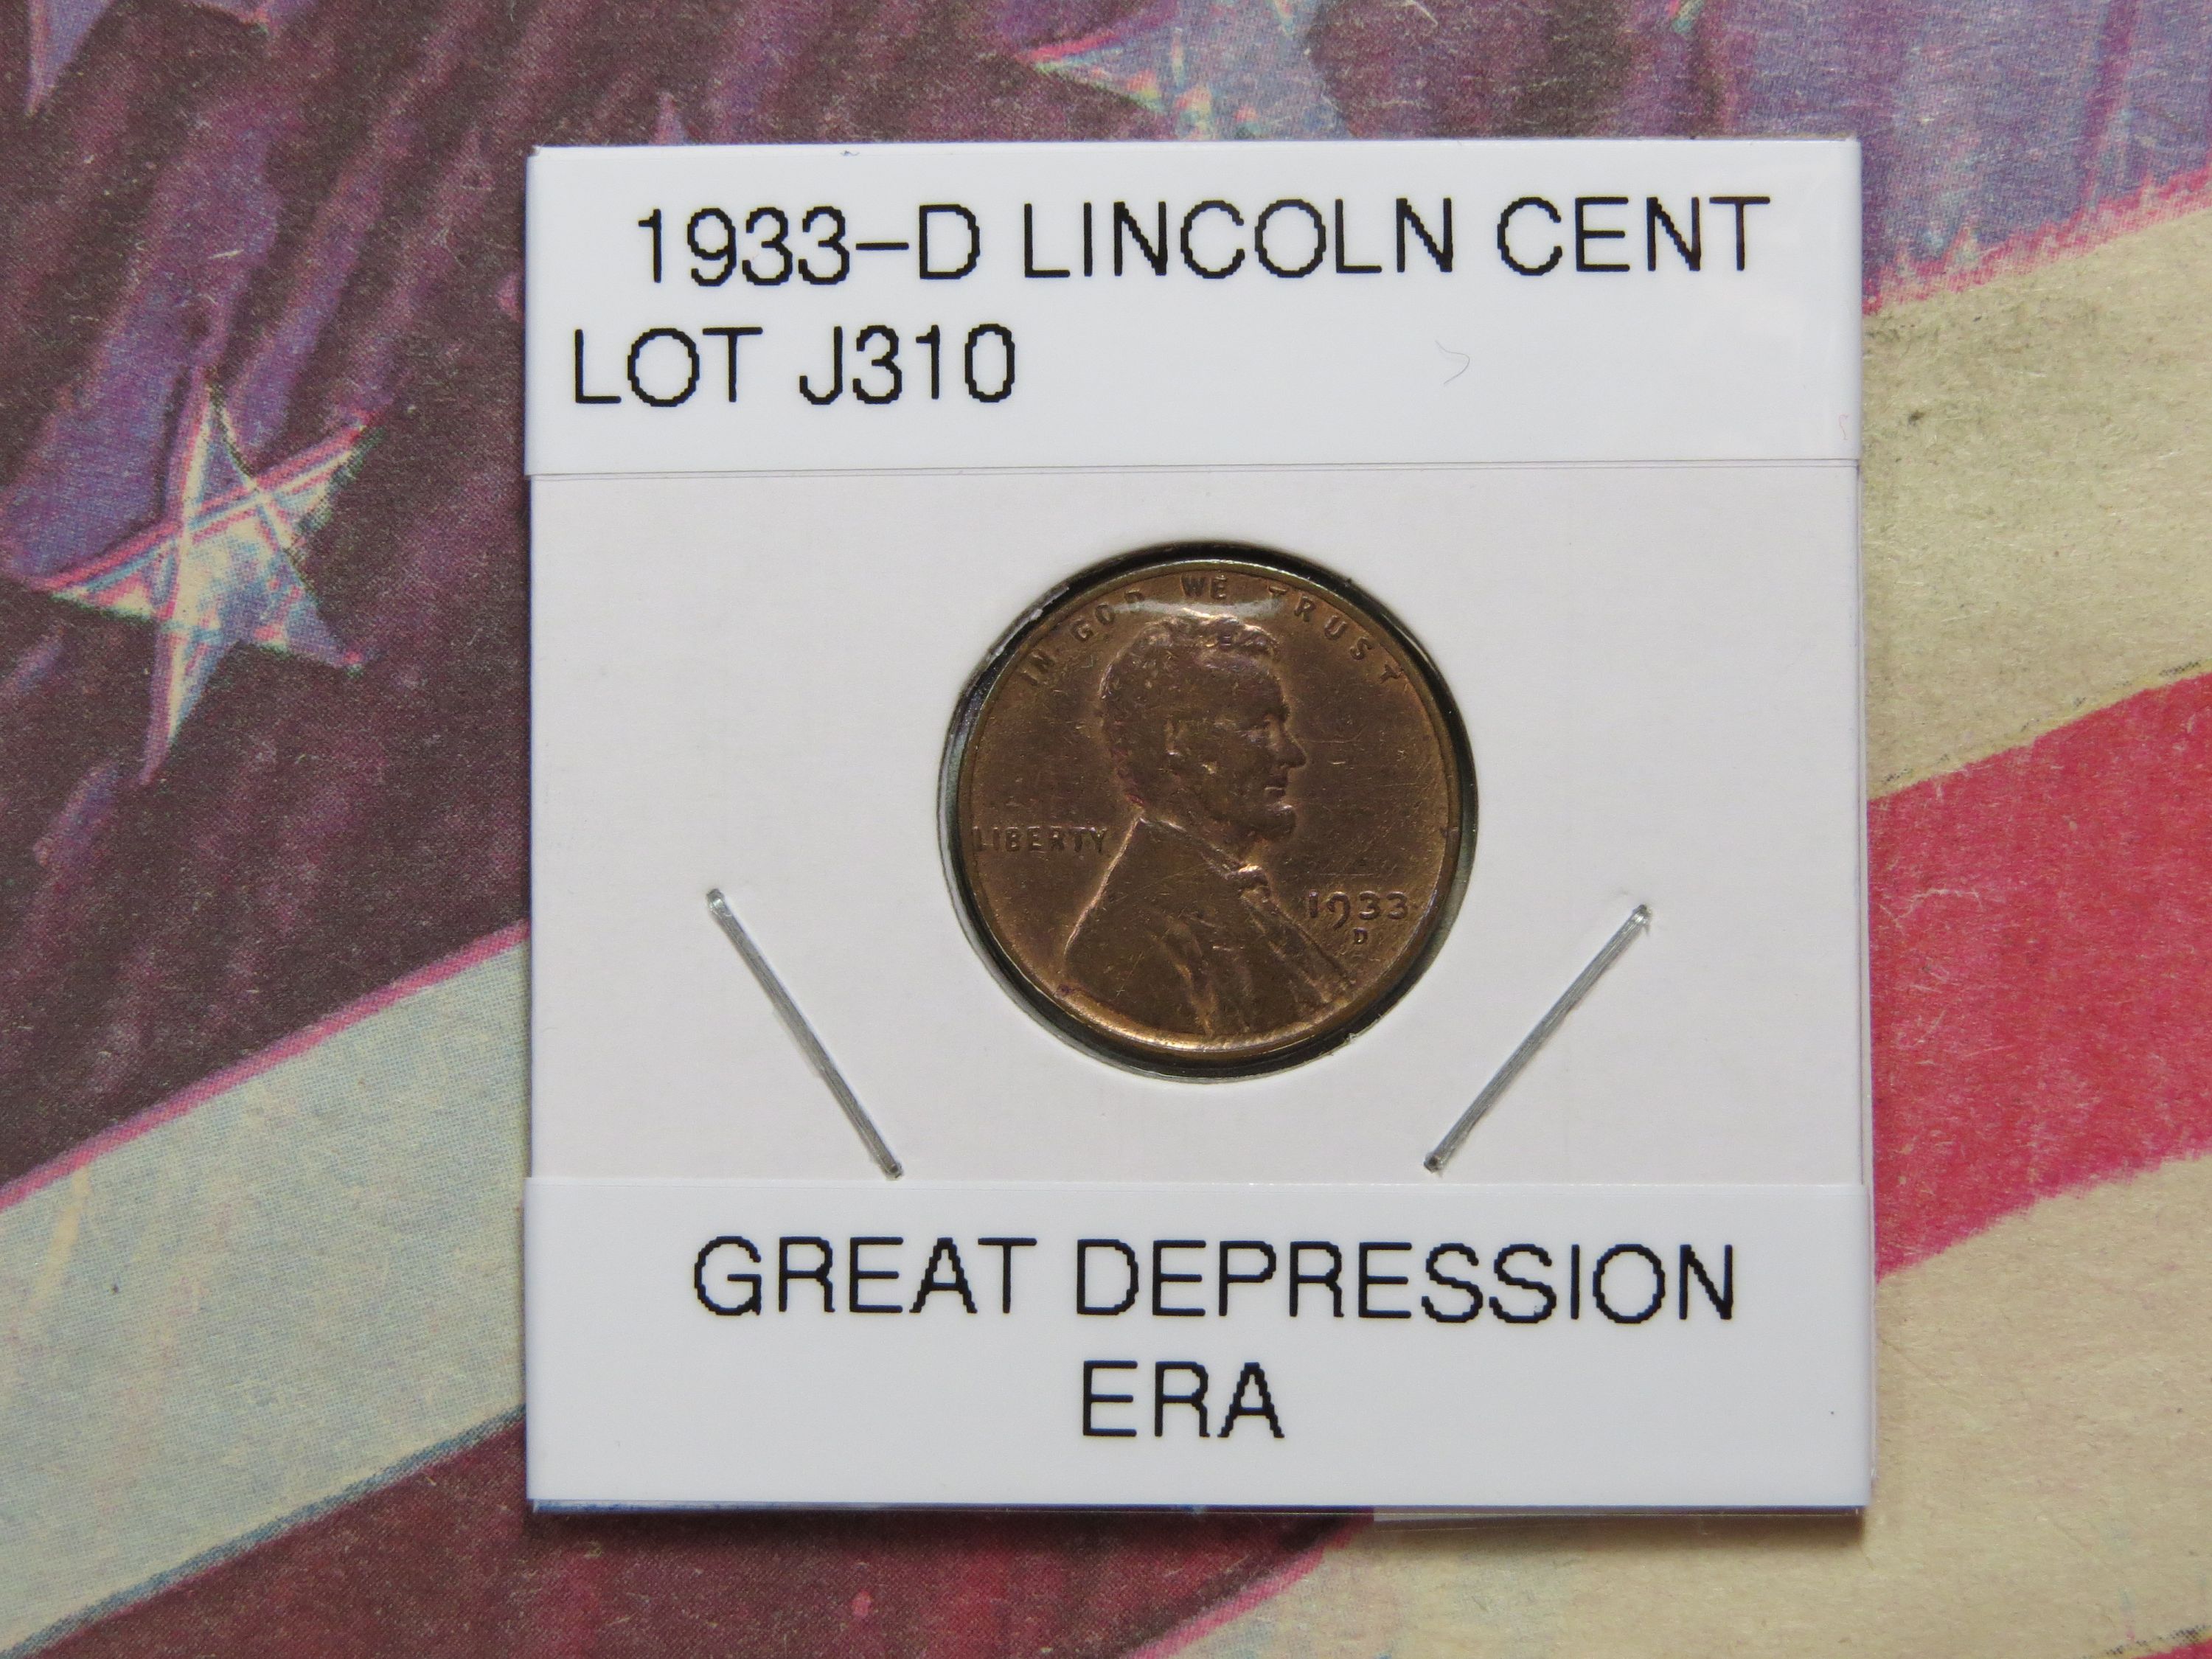 1933-D LINCOLN CENT
LOT J310
IN GOD WE TRUST
LIBERTY
1933
D
GREAT DEPRESSION
ERA